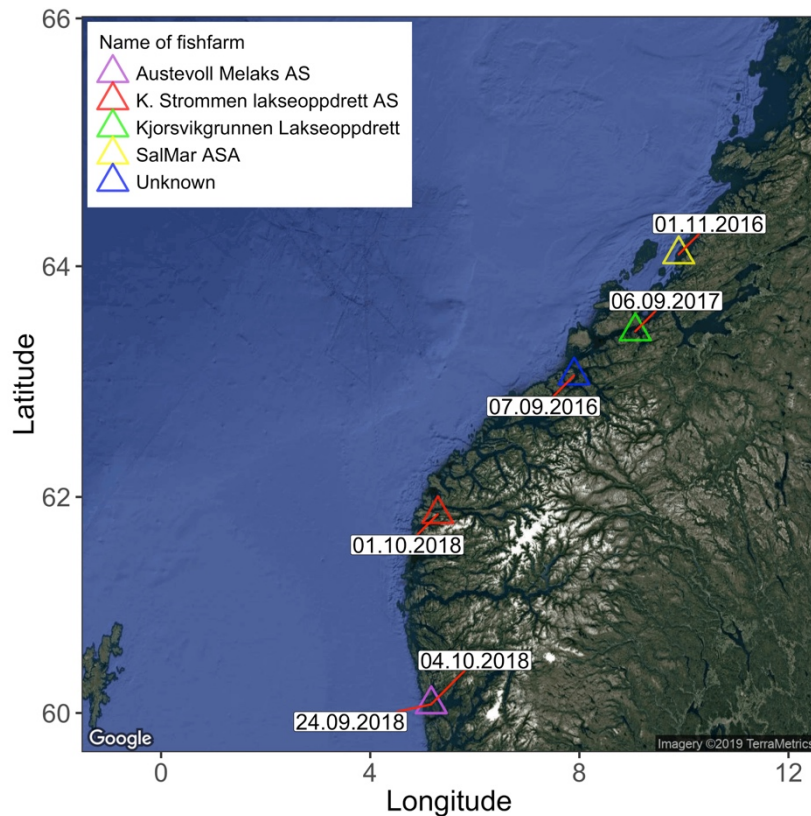 66
Name of fishfarm
Austevoll Melaks AS
K. Strommen lakseoppdrett AS
Kjorsvikgrunnen Lakseoppdrett
SalMar ASA
Unknown
01.11.2016
64
06.09.2017
07.09.2016
Latitude
62
01.10.2018
04.10.2018
24.09.2018
60
Google
Imagery ©2019 TerraMetrics
0
4
8
12
Longitude